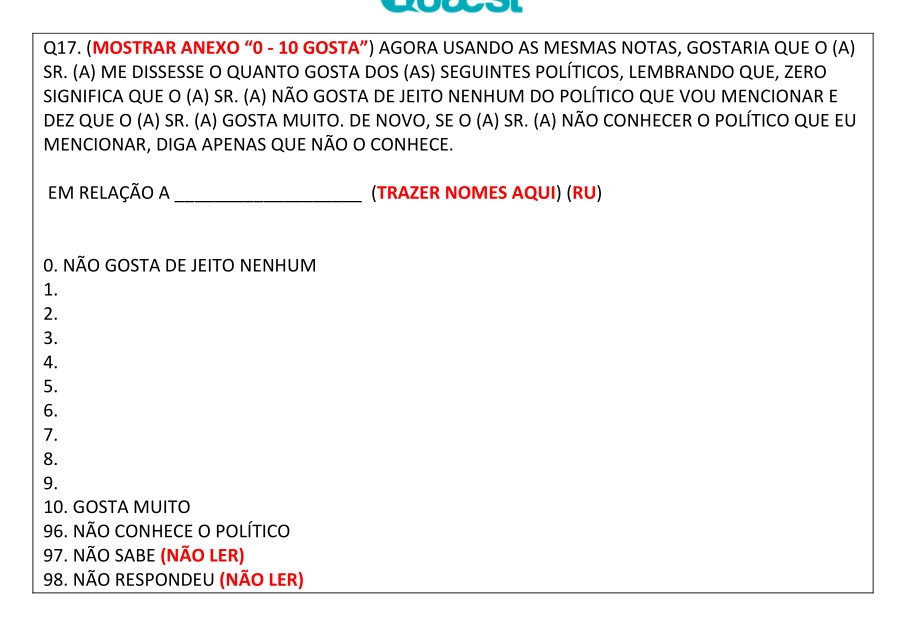 Quaest
Q17. (MOSTRAR ANEXO “0 - 10 GOSTA”) AGORA USANDO AS MESMAS NOTAS, GOSTARIA QUE O (A)
SR. (A) ME DISSESSE O QUANTO GOSTA DOS (AS) SEGUINTES POLÍTICOS, LEMBRANDO QUE, ZERO
SIGNIFICA QUE O (A) SR. (A) NÃO GOSTA DE JEITO NENHUM DO POLÍTICO QUE VOU MENCIONAR E
DEZ QUE O (A) SR. (A) GOSTA MUITO. DE NOVO, SE O (A) SR. (A) NÃO CONHECER O POLÍTICO QUE EU
MENCIONAR, DIGA APENAS QUE NÃO O CONHECE.
EM RELAÇÃO A ___________________ (TRAZER NOMES AQUI) (RU)
0. NÃO GOSTA DE JEITO NENHUM
1.
2.
3.
4.
5.
6.
7.
8.
9.
10. GOSTA MUITO
96. NÃO CONHECE O POLÍTICO
97. NÃO SABE (NÃO LER)
98. NÃO RESPONDEU (NÃO LER)